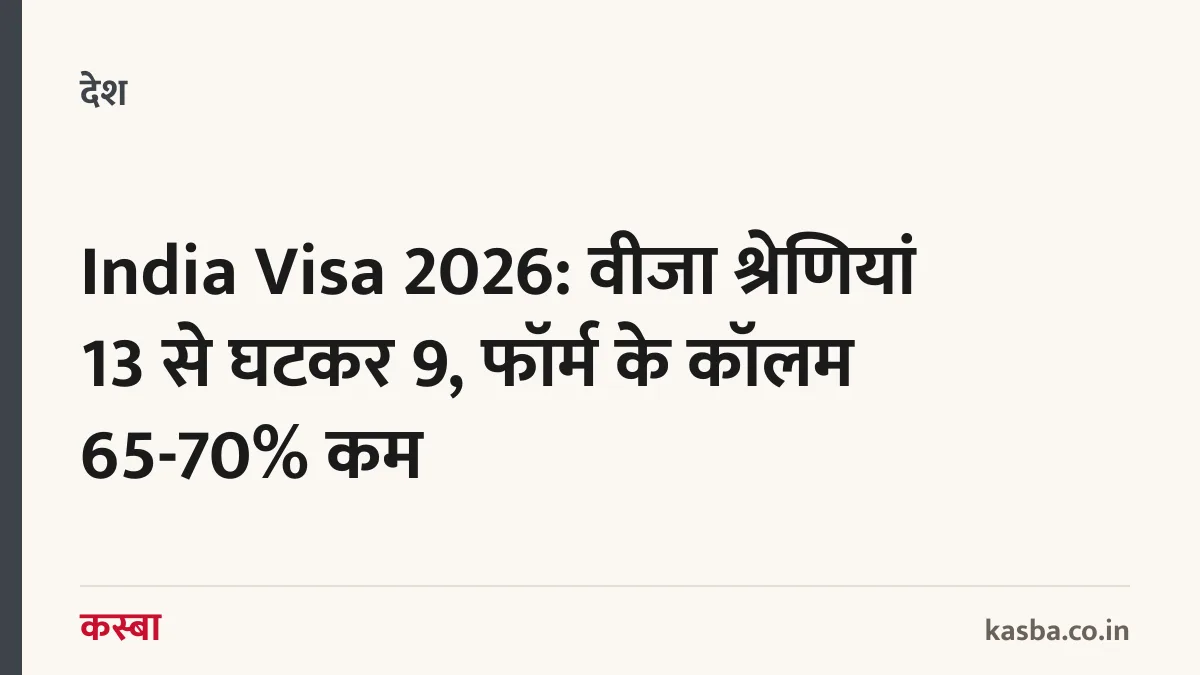 देश
India Visa 2026: वीजा श्रेणियां
13 से घटकर 9, फॉर्म के कॉलम
65-70% कम
कस्बा
kasba.co.in